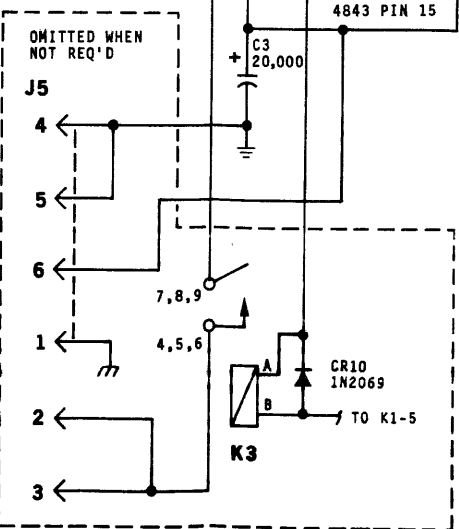 4843 PIN 15
OMITTED WHEN
NOT REQ'D
C3
+ 20,000
J5
4
5
6
7,8,9
1
4,5,6
A
CR10
1N2069
B
TO K1-5
2
K3
3